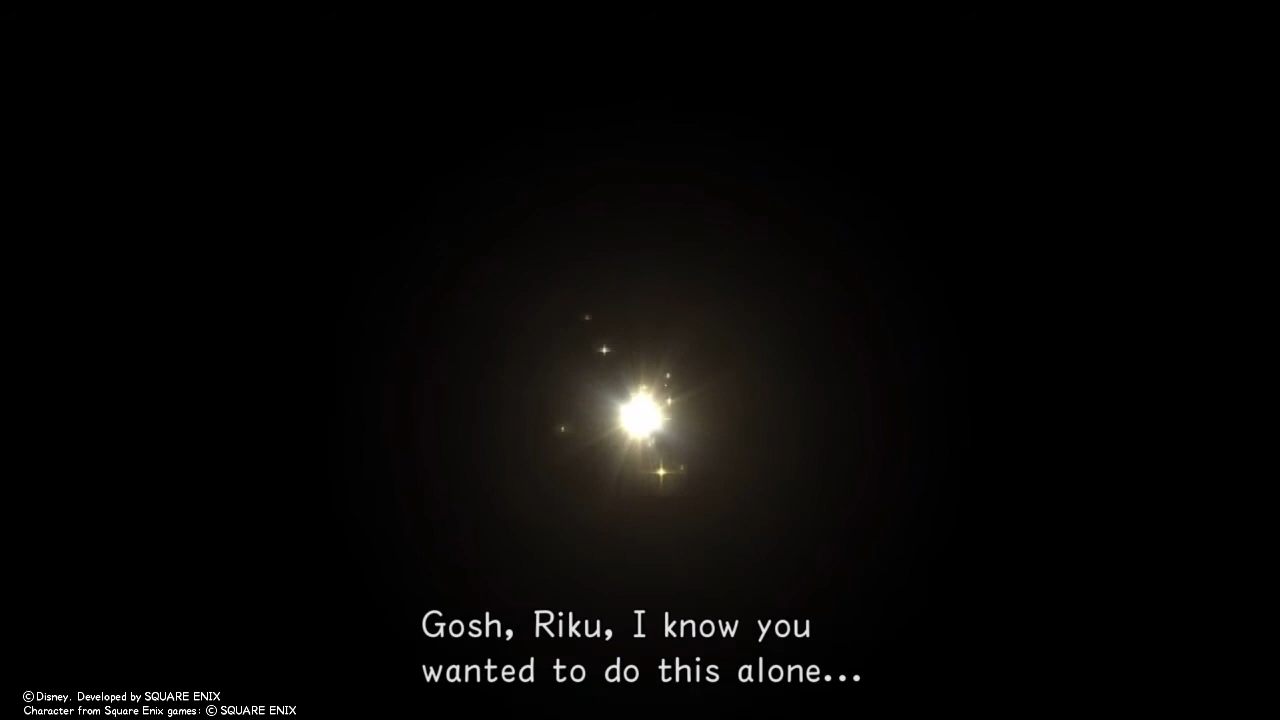 Gosh, Riku, I know you
wanted to do this alone...
©Disney. Developed by SQUARE ENIX
Character from Square Enix games: © SQUARE ENIX